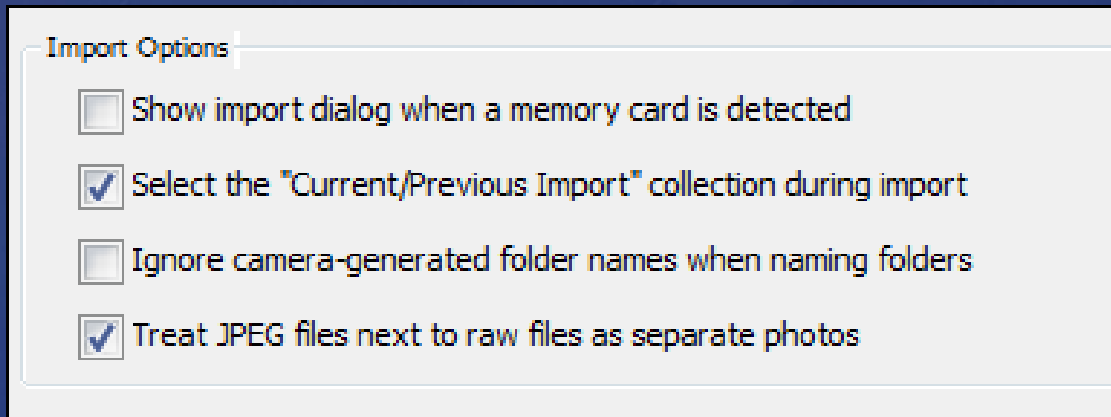 Import Options
Show import dialog when a memory card is detected
Select the "Current/Previous Import" collection during import
Ignore camera-generated folder names when naming folders
Treat JPEG files next to raw files as separate photos